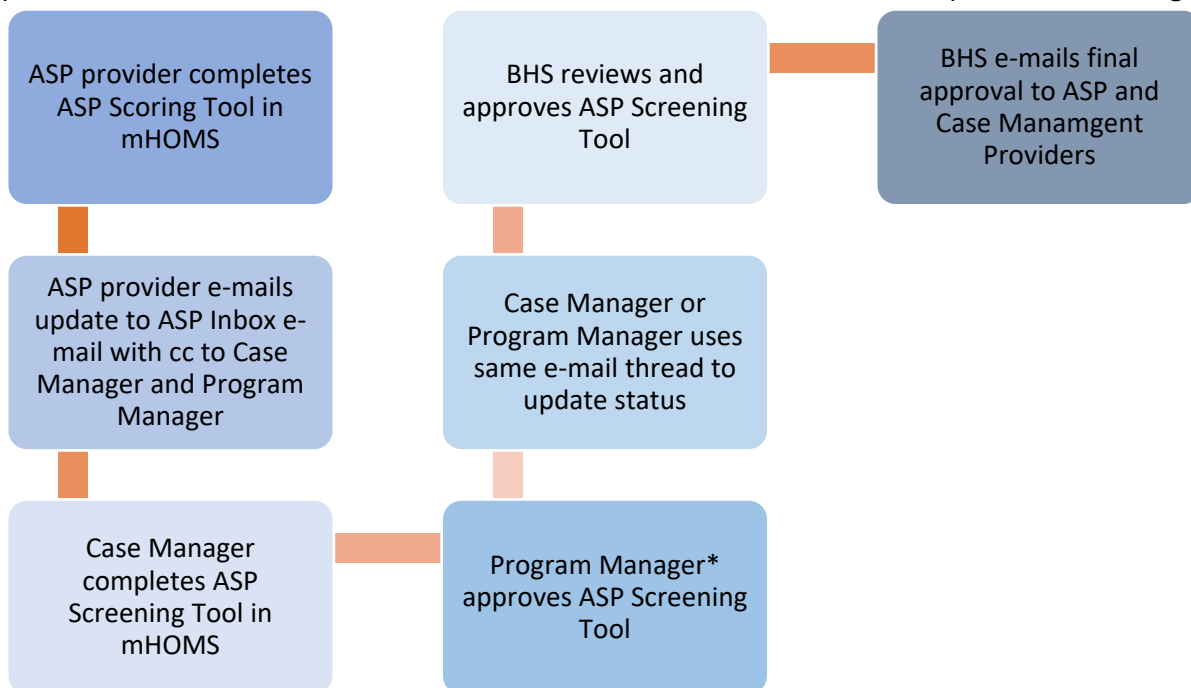 ASP provider completes
ASP Scoring Tool in
mHOMS
ASP provider e-mails
update to ASP Inbox e-
mail with cc to Case
Manager and Program
Manager
Case Manager
completes ASP
Screening Tool in
mHOMS
Program Manager*
approves ASP Screening
Tool
Case Manager or
Program Manager uses
same e-mail thread to
update status
BHS reviews and
approves ASP Screening
Tool
BHS e-mails final
approval to ASP and
Case Manamgent
Providers